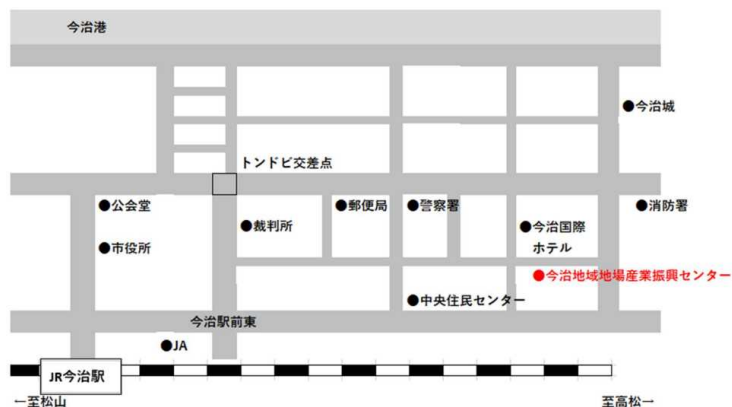 今治港
●今治城
トンドビ交差点
●公会堂
●郵便局
●警察署
●消防署
●裁判所
●今治国際
ホテル
●市役所
●今治地域地場産業振興センター
●中央住民センター
今治駅前東
●JA
JR今治駅
←至松山
至高松→